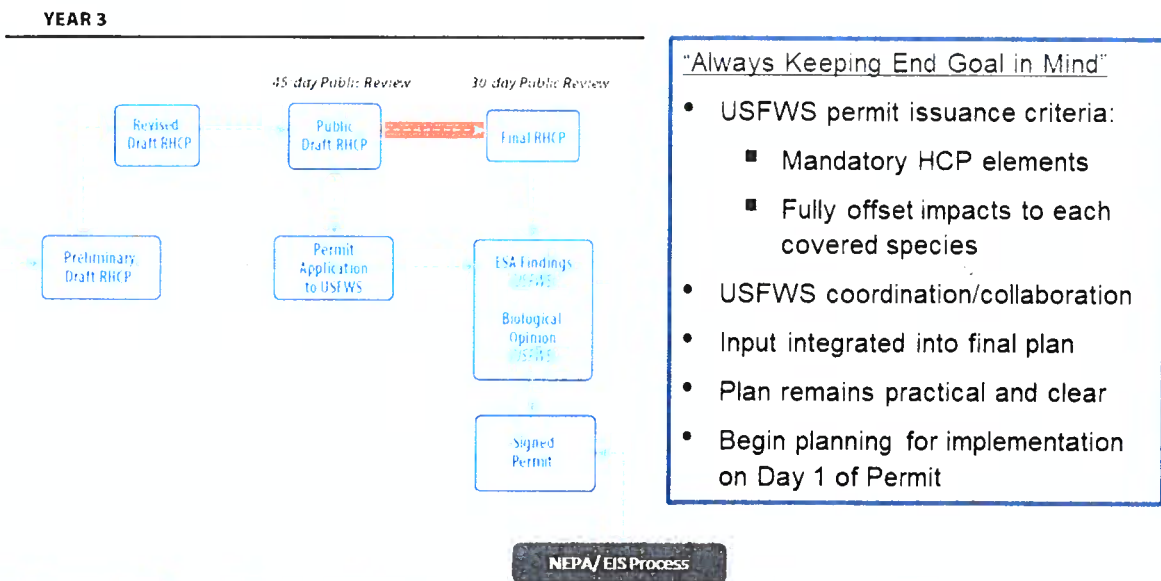 YEAR 3
45-day Public Review
30-day Public Review
Revised
Draft RHCP
Public
Draft RHCP
Final RHCP
Preliminary
Draft RHCP
Permit
Application
to USFWS
ESA Findings
USFWS
Biological
Opinion
USFWS
Signed
Permit
NEPA/EIS Process
"Always Keeping End Goal in Mind"
• USFWS permit issuance criteria:
■ Mandatory HCP elements
■ Fully offset impacts to each
covered species
• USFWS coordination/collaboration
• Input integrated into final plan
• Plan remains practical and clear
• Begin planning for implementation
on Day 1 of Permit